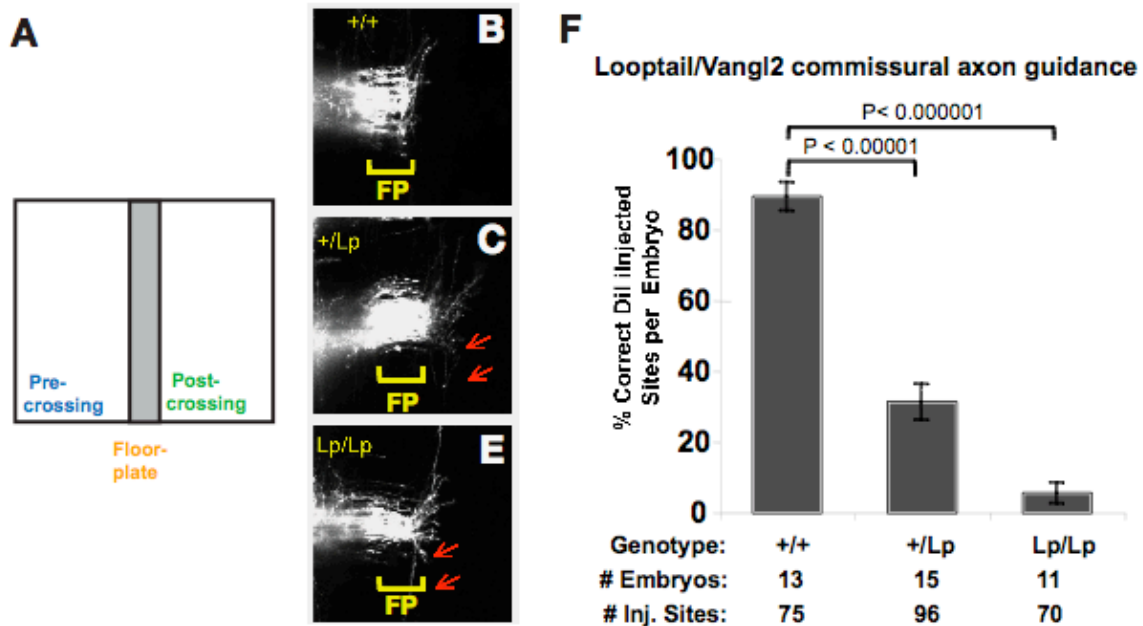 A
Pre-
crossing
Post-
crossing
Floor-
plate
+/+
B
FP
+/Lp
C
FP
Lp/Lp
E
FP
F
Looptail/Vangl2 commissural axon guidance
P< 0.000001
P < 0.00001
% Correct DiI iInjected
Sites per Embryo
100
80
60
40
20
0
Genotype: +/+ +/Lp Lp/Lp
# Embryos: 13 15 11
# Inj. Sites: 75 96 70